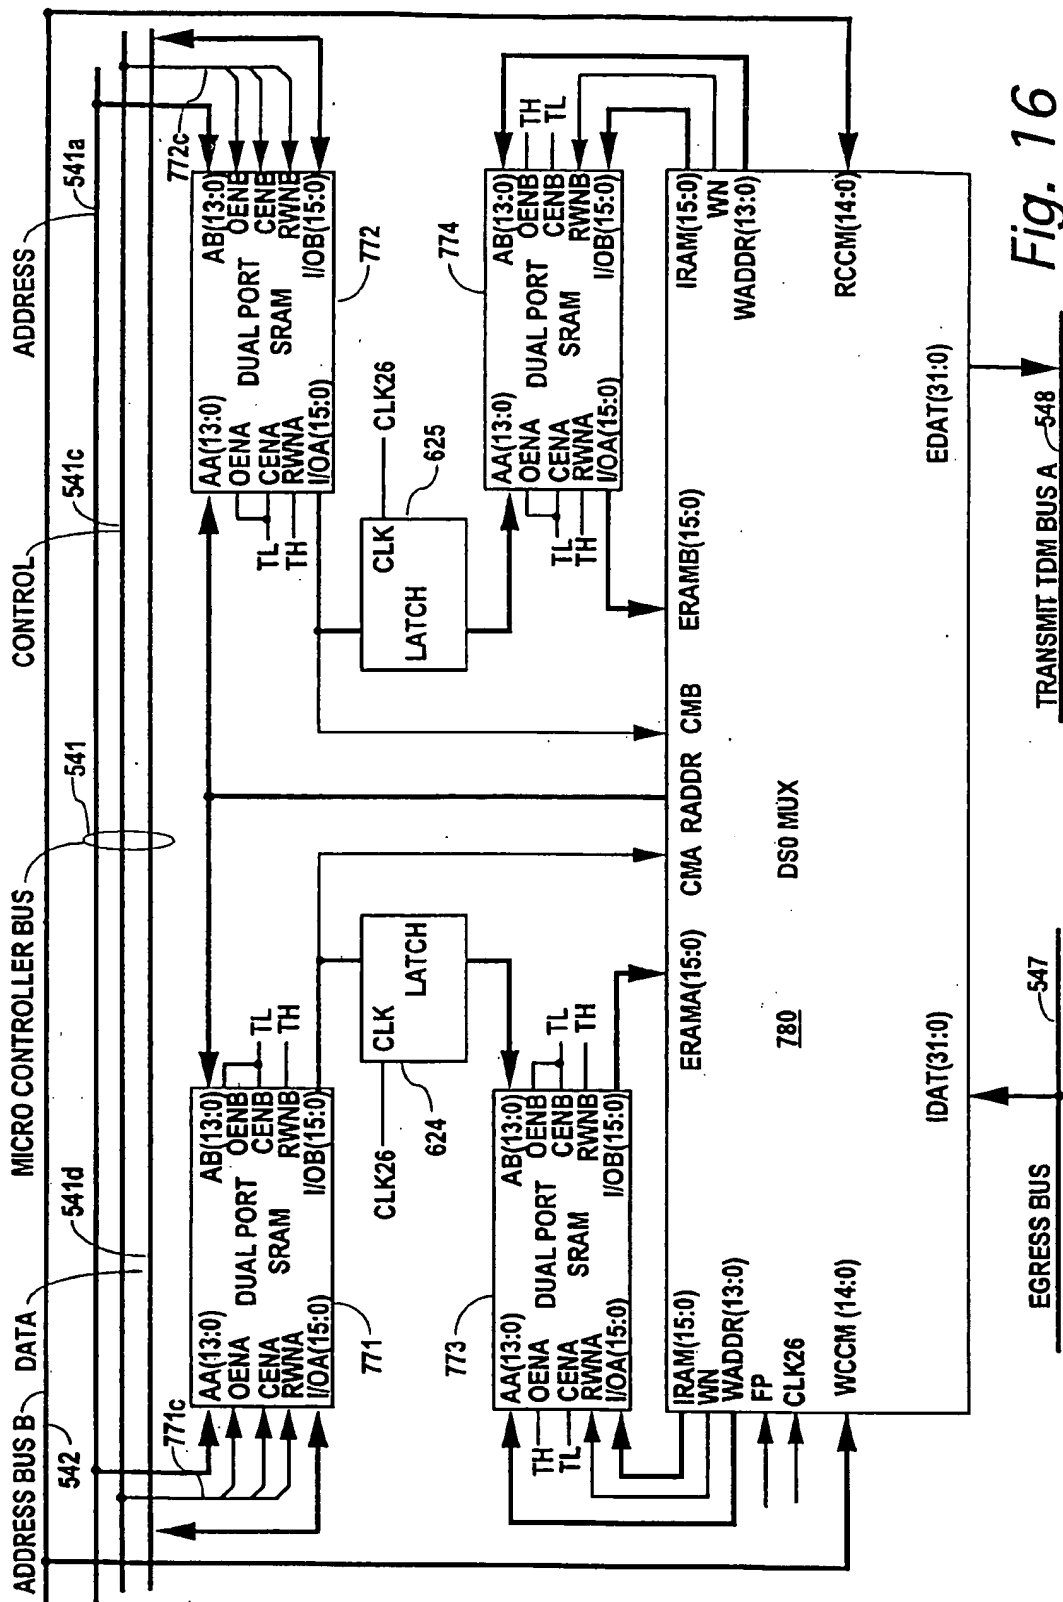 ADDRESS BUS B
542
DATA
541d
MICRO CONTROLLER BUS
541
CONTROL
541c
ADDRESS
541a
771c
AA(13:0)
OENA
CENA
RWNA
I/OA(15:0)
DUAL PORT
SRAM
AB(13:0)
OENB
CENB
RWNB
I/OB(15:0)
TL
TH
771
772c
AA(13:0)
OENA
CENA
RWNA
I/OA(15:0)
DUAL PORT
SRAM
AB(13:0)
OENB
CENB
RWNB
I/OB(15:0)
TL
TH
772
CLK26
CLK
LATCH
624
CLK26
CLK
LATCH
625
773
AA(13:0)
OENA
CENA
RWNA
I/OA(15:0)
DUAL PORT
SRAM
AB(13:0)
OENB
CENB
RWNB
I/OB(15:0)
TH
TL
TL
TH
774
AA(13:0)
OENA
CENA
RWNA
I/OA(15:0)
DUAL PORT
SRAM
AB(13:0)
OENB
CENB
RWNB
I/OB(15:0)
TL
TH
TH
TL
IRAM(15:0)
WN
WADDR(13:0)
FP
CLK26
WCCM (14:0)
ERAMA(15:0)
CMA
RADDR
CMB
ERAMB(15:0)
IRAM(15:0)
WN
WADDR(13:0)
RCCM(14:0)
780
DS0 MUX
IDAT(31:0)
EDAT(31:0)
EGRESS BUS
547
TRANSMIT TDM BUS A
548
Fig. 16